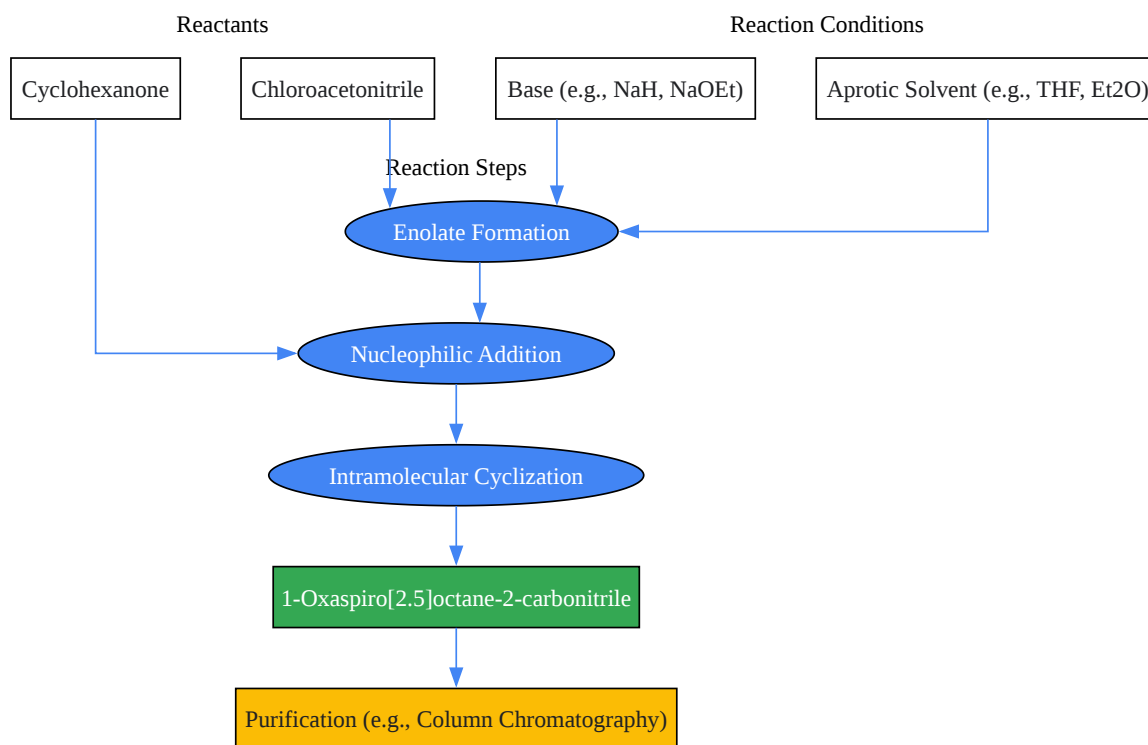 Reactants
Reaction Conditions
Cyclohexanone
Chloroacetonitrile
Base (e.g., NaH, NaOEt)
Aprotic Solvent (e.g., THF, Et2O)
Reaction Steps
Enolate Formation
Nucleophilic Addition
Intramolecular Cyclization
1-Oxaspiro[2.5]octane-2-carbonitrile
Purification (e.g., Column Chromatography)